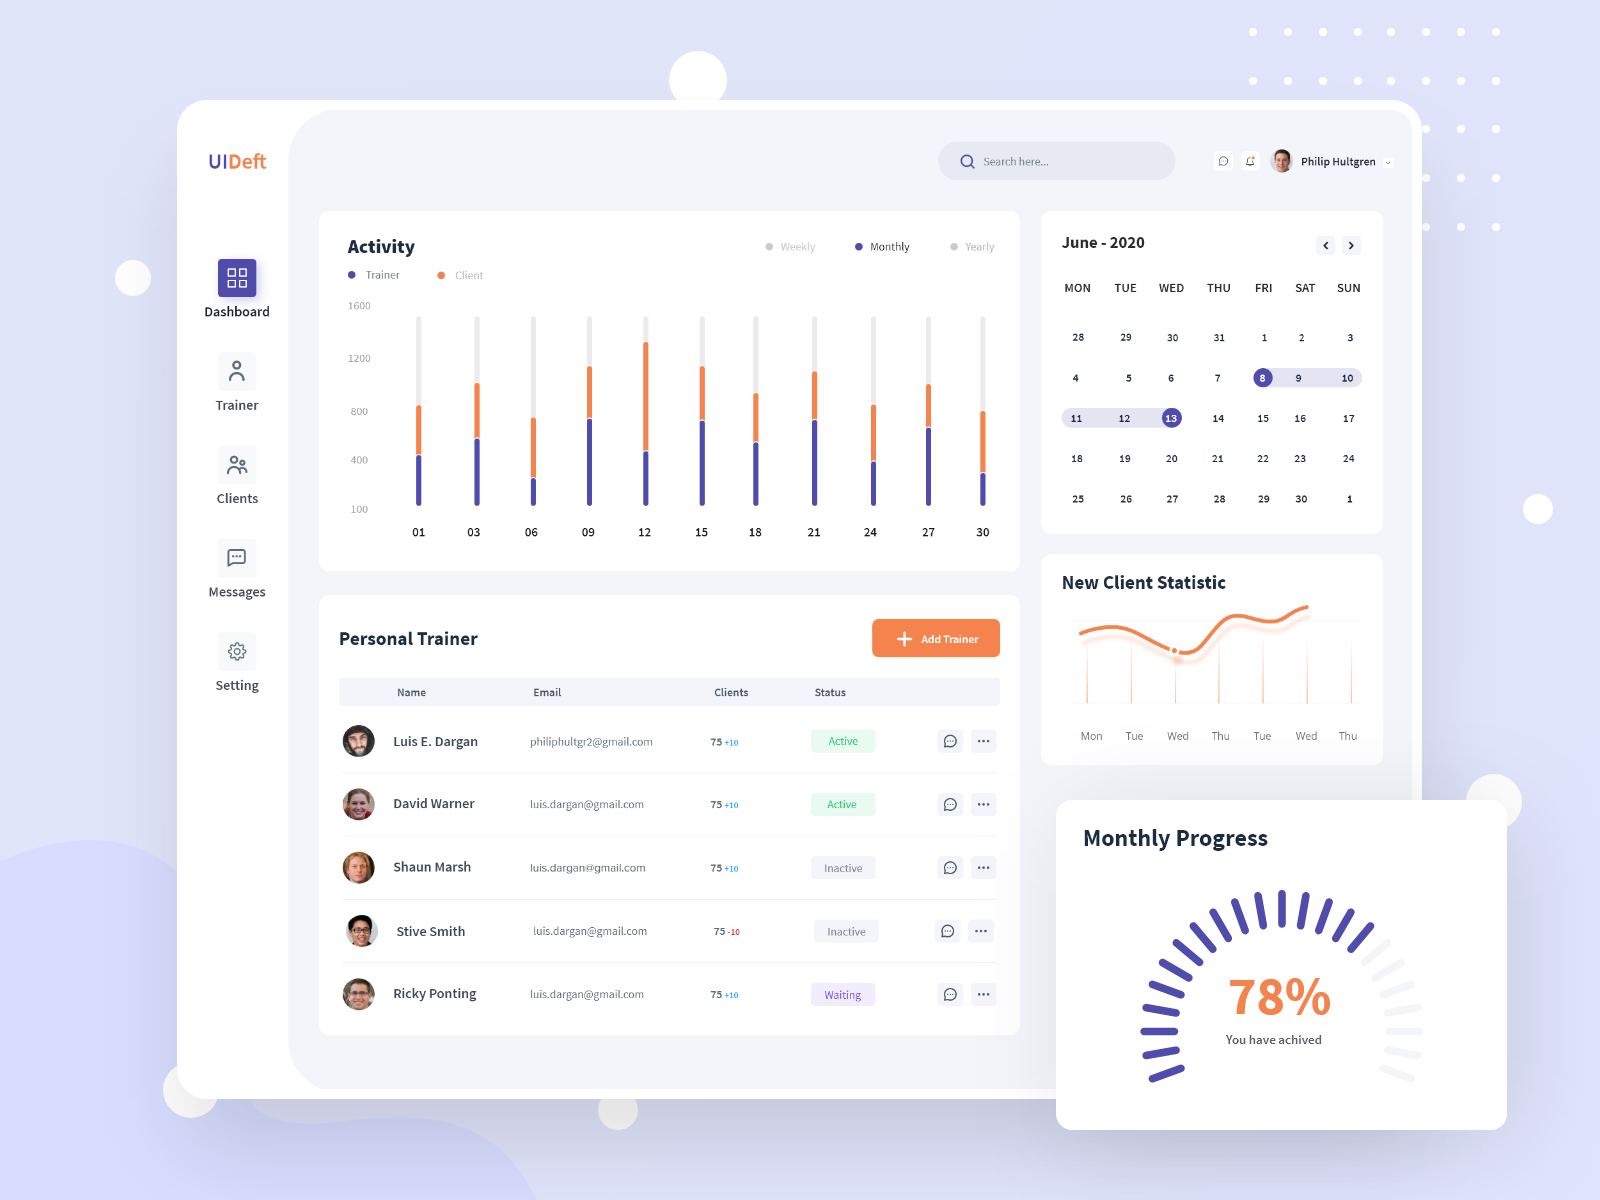 UIDeft
Search here...
Philip Hultgren
Dashboard
Trainer
Clients
Messages
Setting
Activity
Weekly
Monthly
Yearly
Trainer
Client
1600
1200
800
400
100
01 03 06 09 12 15 18 21 24 27 30
June - 2020
MON TUE WED THU FRI SAT SUN
28 29 30 31 1 2 3
4 5 6 7 8 9 10
11 12 13 14 15 16 17
18 19 20 21 22 23 24
25 26 27 28 29 30 1
New Client Statistic
Mon Tue Wed Thu Tue Wed Thu
Personal Trainer
Add Trainer
Name Email Clients Status
Luis E. Dargan philiphultgr2@gmail.com 75 +10 Active
David Warner luis.dargan@gmail.com 75 +10 Active
Shaun Marsh luis.dargan@gmail.com 75 +10 Inactive
Stive Smith luis.dargan@gmail.com 75 -10 Inactive
Ricky Ponting luis.dargan@gmail.com 75 +10 Waiting
Monthly Progress
78%
You have achived